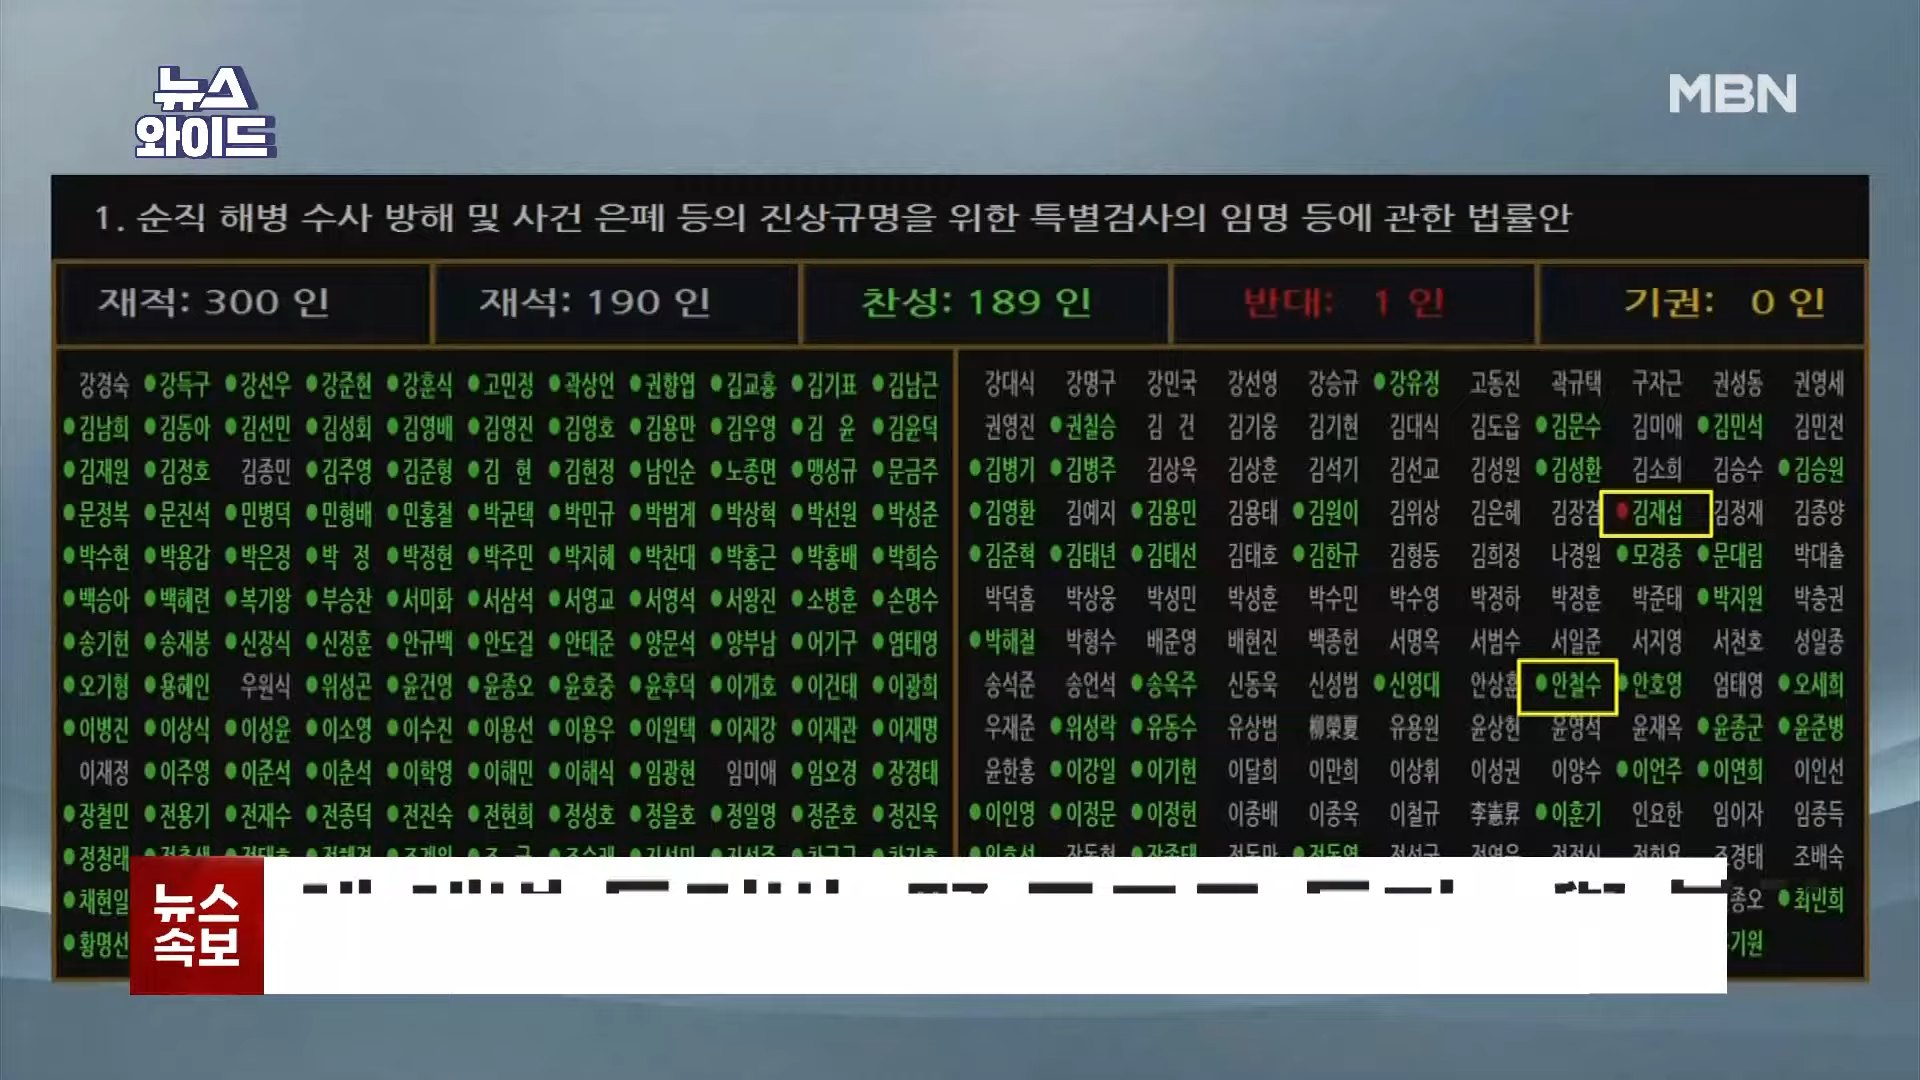 뉴스
와이드
MBN
1. 순직 해병 수사 방해 및 사건 은폐 등의 진상규명을 위한 특별검사의 임명 등에 관한 법률안
재적: 300 인 재석: 190 인 찬성: 189 인 반대: 1 인 기권: 0 인
강경숙 강득구 강선우 강준현 강훈식 고민정 곽상언 권향엽 김교흥 김기표 김남근
김남희 김동아 김선민 김성회 김영배 김영진 김영호 김용만 김우영 김 윤 김윤덕
김재원 김정호 김종민 김주영 김준형 김 현 김현정 남인순 노종면 맹성규 문금주
문정복 문진석 민병덕 민형배 민홍철 박균택 박민규 박범계 박상혁 박선원 박성준
박수현 박용갑 박은정 박 정 박정현 박주민 박지혜 박찬대 박홍근 박홍배 박희승
백승아 백혜련 복기왕 부승찬 서미화 서삼석 서영교 서영석 서왕진 소병훈 손명수
송기헌 송재봉 신장식 신정훈 안규백 안도걸 안태준 양문석 양부남 어기구 염태영
오기형 용혜인 우원식 위성곤 윤건영 윤종오 윤호중 윤후덕 이개호 이건태 이광희
이병진 이상식 이성윤 이소영 이수진 이용선 이용우 이원택 이재강 이재관 이재명
이재정 이주영 이준석 이춘석 이학영 이해민 이해식 임광현 임미애 임오경 장경태
장철민 전용기 전재수 전종덕 전진숙 전현희 정성호 정을호 정일영 정준호 정진욱
정청래
채현일
황명선
강대식 강명구 강민국 강선영 강승규 강유정 고동진 곽규택 구자근 권성동 권영세
권영진 권칠승 김 건 김기웅 김기현 김대식 김도읍 김문수 김미애 김민석 김민전
김병기 김병주 김상욱 김상훈 김석기 김선교 김성원 김성환 김소희 김승수 김승원
김영환 김예지 김용민 김용태 김원이 김위상 김은혜 김장겸 김재섭 김정재 김종양
김준혁 김태년 김태선 김태호 김한규 김형동 김희정 나경원 모경종 문대림 박대출
박덕흠 박상웅 박성민 박성훈 박수민 박수영 박정하 박정훈 박준태 박지원 박충권
박해철 박형수 배준영 배현진 백종헌 서명옥 서범수 서일준 서지영 서천호 성일종
송석준 송언석 송옥주 신동욱 신성범 신영대 안상훈 안철수 안호영 엄태영 오세희
우재준 위성락 유동수 유상범 柳榮夏 유용원 윤상현 윤영석 윤재옥 윤종군 윤준병
윤한홍 이강일 이기헌 이달희 이만희 이상휘 이성권 이양수 이언주 이연희 이인선
이인영 이정문 이정헌 이종배 이종욱 이철규 李憲昇 이훈기 인요한 임이자 임종득
조경태 조배숙
종오 최민희
기원
뉴스
속보